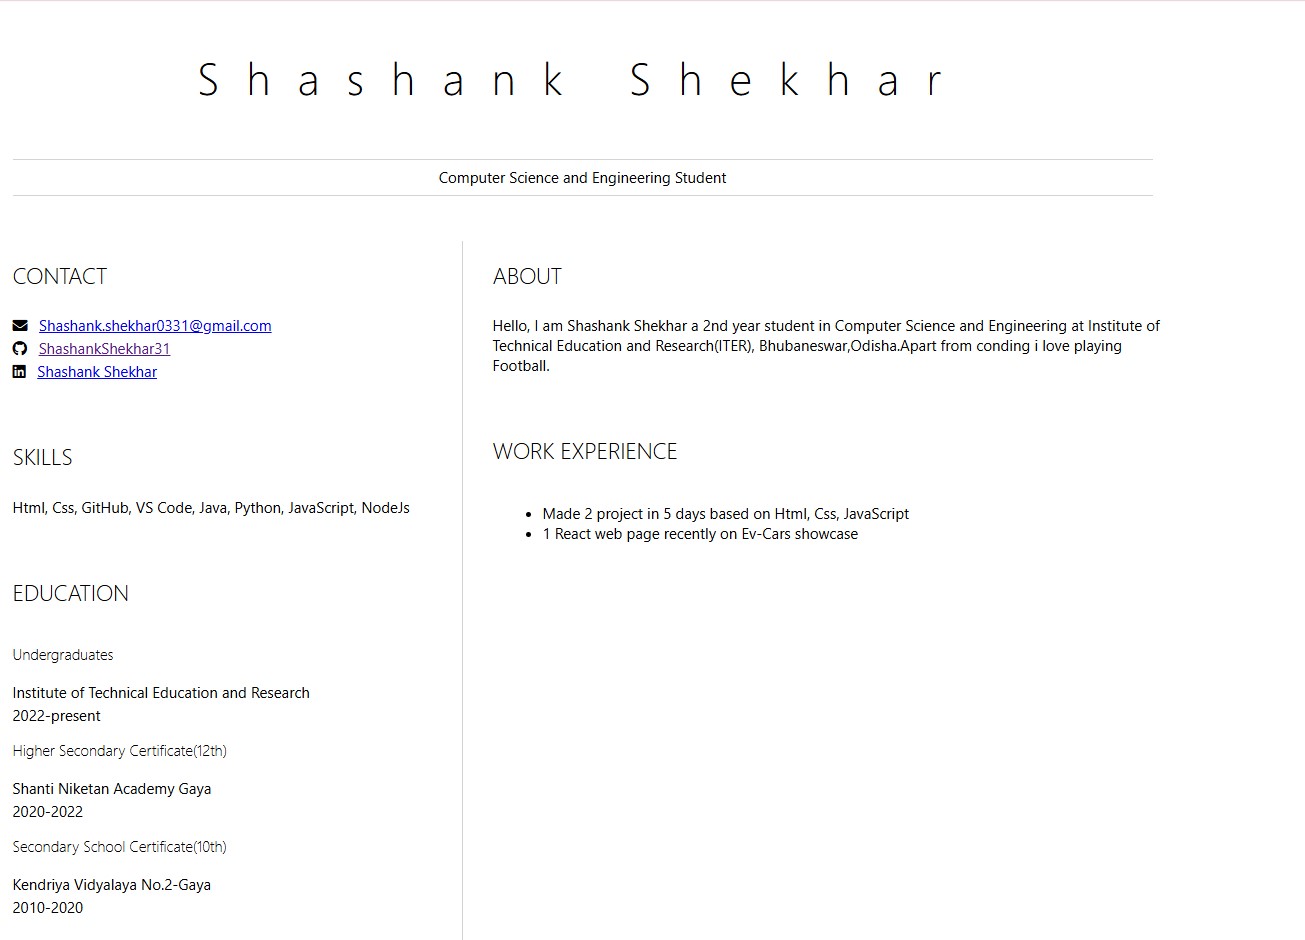 Shashank Shekhar
Computer Science and Engineering Student
CONTACT
Shashank.shekhar0331@gmail.com
ShashankShekhar31
Shashank Shekhar
SKILLS
Html, Css, GitHub, VS Code, Java, Python, JavaScript, NodeJs
EDUCATION
Undergraduates
Institute of Technical Education and Research
2022-present
Higher Secondary Certificate(12th)
Shanti Niketan Academy Gaya
2020-2022
Secondary School Certificate(10th)
Kendriya Vidyalaya No.2-Gaya
2010-2020
ABOUT
Hello, I am Shashank Shekhar a 2nd year student in Computer Science and Engineering at Institute of
Technical Education and Research(ITER), Bhubaneswar,Odisha.Apart from conding i love playing
Football.
WORK EXPERIENCE
• Made 2 project in 5 days based on Html, Css, JavaScript
• 1 React web page recently on Ev-Cars showcase